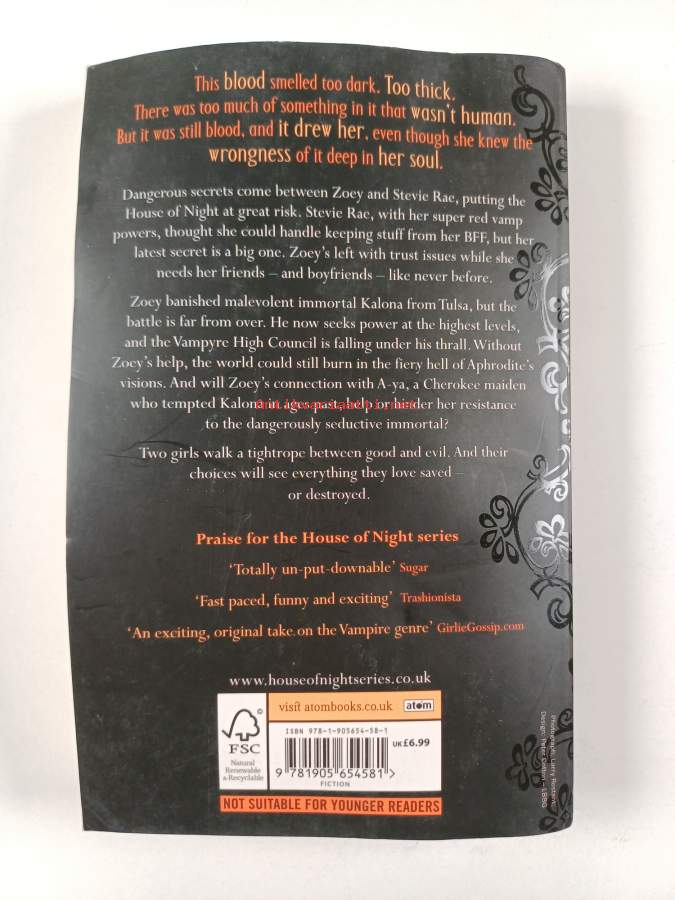 This blood smelled too dark. Too thick.
There was too much of something in it that wasn't human.
But it was still blood, and it drew her, even though she knew the
wrongness of it deep in her soul.
Dangerous secrets come between Zoey and Stevie Rae, putting the
House of Night at great risk. Stevie Rae, with her super red vamp
powers, thought she could handle keeping stuff from her BFF, but her
latest secret is a big one. Zoey's left with trust issues while she
needs her friends – and boyfriends – like never before.
Zoey banished malevolent immortal Kalona from Tulsa, but the
battle is far from over. He now seeks power at the highest levels,
and the Vampyre High Council is falling under his thrall. Without
Zoey's help, the world could still burn in the fiery hell of Aphrodite's
visions. And will Zoey's connection with A-ya, a Cherokee maiden
who tempted Kalona in ages past, help or hinder her resistance
to the dangerously seductive immortal?
Two girls walk a tightrope between good and evil. And their
choices will see everything they love saved –
or destroyed.
Praise for the House of Night series
'Totally un-put-downable' Sugar
'Fast paced, funny and exciting' Trashionista
'An exciting, original take on the Vampire genre' GirlieGossip.com
www.houseofnightseries.co.uk
visit atombooks.co.uk atom
©
FSC
Natural
Renewable
& Recyclable
ISBN 978-1-905654-58-1
UK £6.99
9 781905 654581 >
FICTION
NOT SUITABLE FOR YOUNGER READERS
Photograph: Larry Rostant